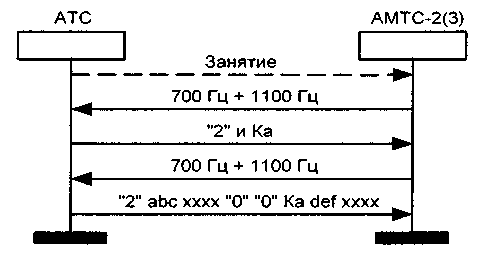 АТС
АМТС-2(3)
Занятие
700 Гц + 1100 Гц
"2" и Ка
700 Гц + 1100 Гц
"2" abc xxxx "0" "0" Ка def xxxx